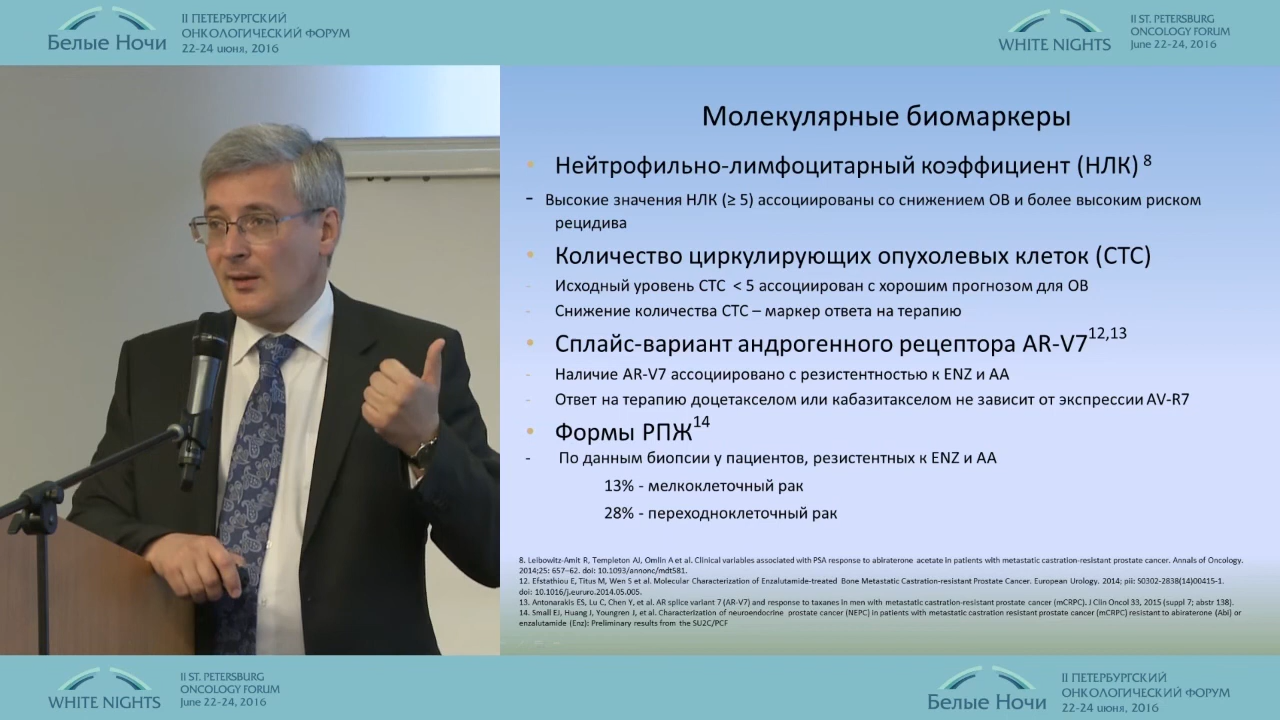 II ПЕТЕРБУРГСКИЙ
ОНКОЛОГИЧЕСКИЙ ФОРУМ
Белые Ночи
22-24 июня, 2016
II ST. PETERSBURG
ONCOLOGY FORUM
WHITE NIGHTS
June 22-24, 2016
Молекулярные биомаркеры
• Нейтрофильно-лимфоцитарный коэффициент (НЛК) 8
- Высокие значения НЛК (≥ 5) ассоциированы со снижением ОВ и более высоким риском
рецидива
• Количество циркулирующих опухолевых клеток (СТС)
- Исходный уровень СТС < 5 ассоциирован с хорошим прогнозом для ОВ
- Снижение количества СТС – маркер ответа на терапию
• Сплайс-вариант андрогенного рецептора AR-V7 12,13
- Наличие AR-V7 ассоциировано с резистентностью к ENZ и AA
- Ответ на терапию доцетакселом или кабазитакселом не зависит от экспрессии AV-R7
• Формы РПЖ 14
- По данным биопсии у пациентов, резистентных к ENZ и AA
13% - мелкоклеточный рак
28% - переходноклеточный рак
8. Leibowitz-Amit R, Templeton AJ, Omlin A et al. Clinical variables associated with PSA response to abiraterone acetate in patients with metastatic castration-resistant prostate cancer. Annals of Oncology.
2014;25: 657–62. doi: 10.1093/annonc/mdt581.
12. Efstathiou E, Titus M, Wen S et al. Molecular Characterization of Enzalutamide-treated Bone Metastatic Castration-resistant Prostate Cancer. European Urology. 2014; pii: S0302-2838(14)00415-1.
doi: 10.1016/j.eururo.2014.05.005.
13. Antonarakis ES, Lu C, Chen Y, et al. AR splice variant 7 (AR-V7) and response to taxanes in men with metastatic castration-resistant prostate cancer (mCRPC). J Clin Oncol 33, 2015 (suppl 7; abstr 138).
14. Small EJ, Huang J, Youngren J, et al. Characterization of neuroendocrine prostate cancer (NEPC) in patients with metastatic castration resistant prostate cancer (mCRPC) resistant to abiraterone (Abi) or
enzalutamide (Enz): Preliminary results from the SU2C/PCF
II ST. PETERSBURG
ONCOLOGY FORUM
WHITE NIGHTS
June 22-24, 2016
II ПЕТЕРБУРГСКИЙ
ОНКОЛОГИЧЕСКИЙ ФОРУМ
Белые Ночи
22-24 июня, 2016